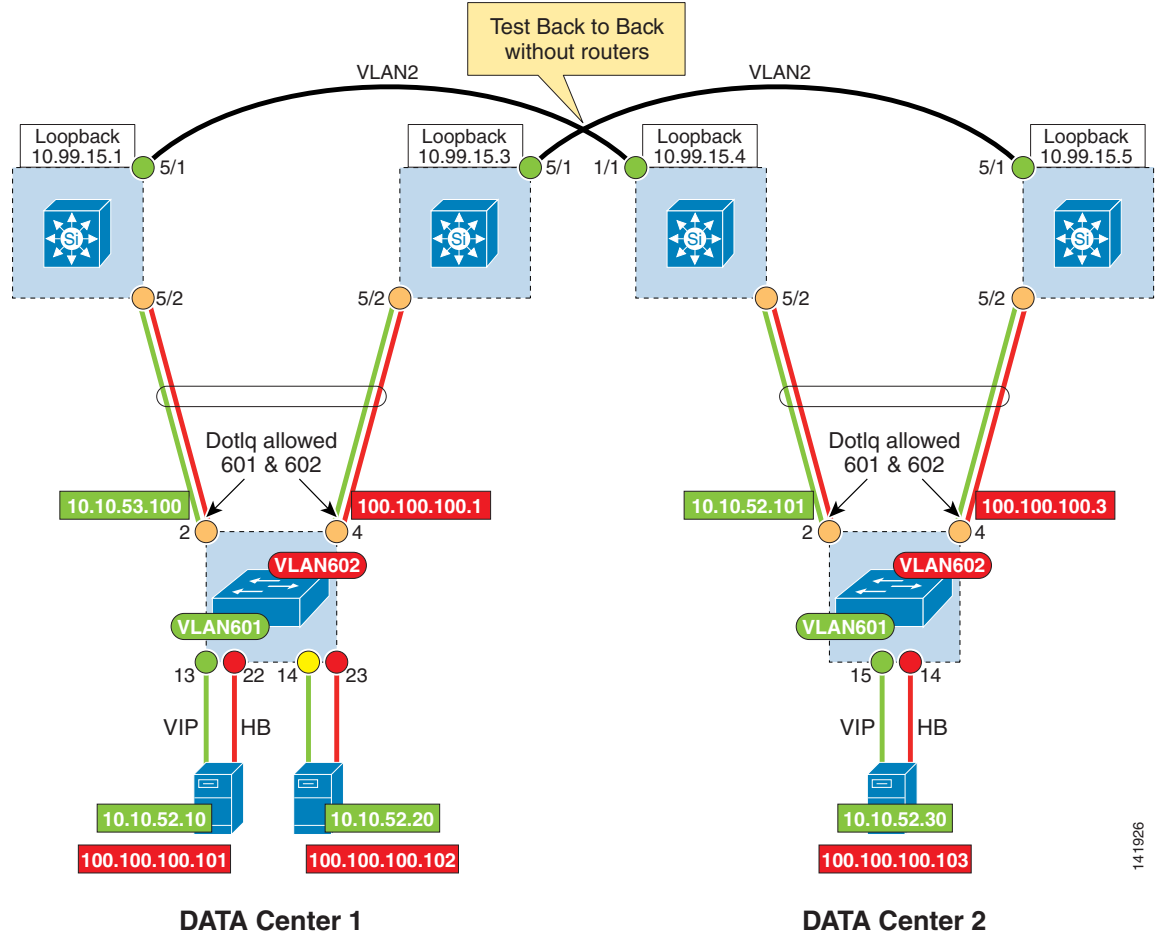 Test Back to Back
without routers
VLAN2
VLAN2
Loopback
10.99.15.1
Loopback
10.99.15.3
Loopback
10.99.15.4
Loopback
10.99.15.5
5/1
5/1
1/1
5/1
Si
Si
Si
Si
5/2
5/2
5/2
5/2
Dotlq allowed
601 & 602
Dotlq allowed
601 & 602
10.10.53.100
100.100.100.1
10.10.52.101
100.100.100.3
2
4
2
4
VLAN602
VLAN602
VLAN601
VLAN601
13
22
14
23
15
14
VIP
HB
VIP
HB
10.10.52.10
10.10.52.20
10.10.52.30
100.100.100.101
100.100.100.102
100.100.100.103
141926
DATA Center 1
DATA Center 2